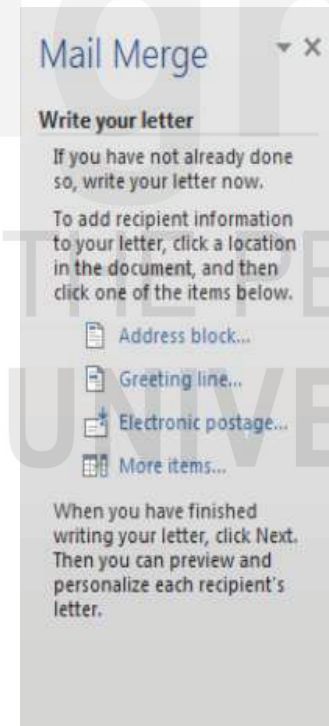 Mail Merge
Write your letter
If you have not already done
so, write your letter now.
To add recipient information
to your letter, click a location
in the document, and then
click one of the items below.
Address block...
Greeting line...
Electronic postage...
More items...
When you have finished
writing your letter, click Next.
Then you can preview and
personalize each recipient's
letter.